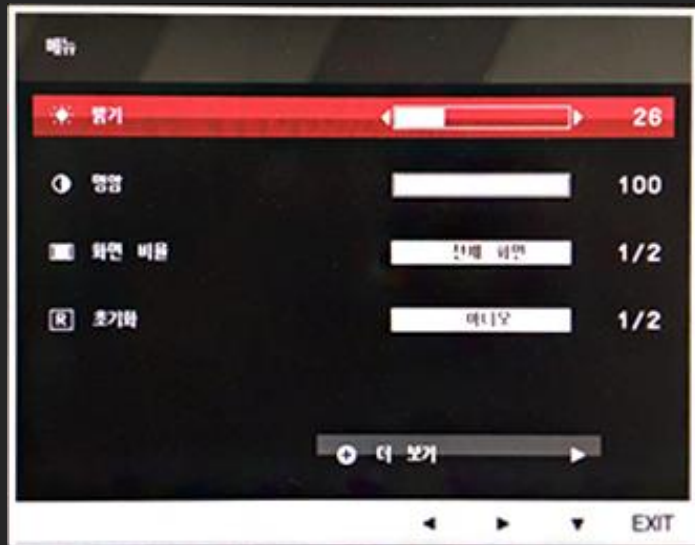 메뉴
밝기 26
명암 100
화면 비율 전체 화면 1/2
R 초기화 아니오 1/2
더 보기
EXIT